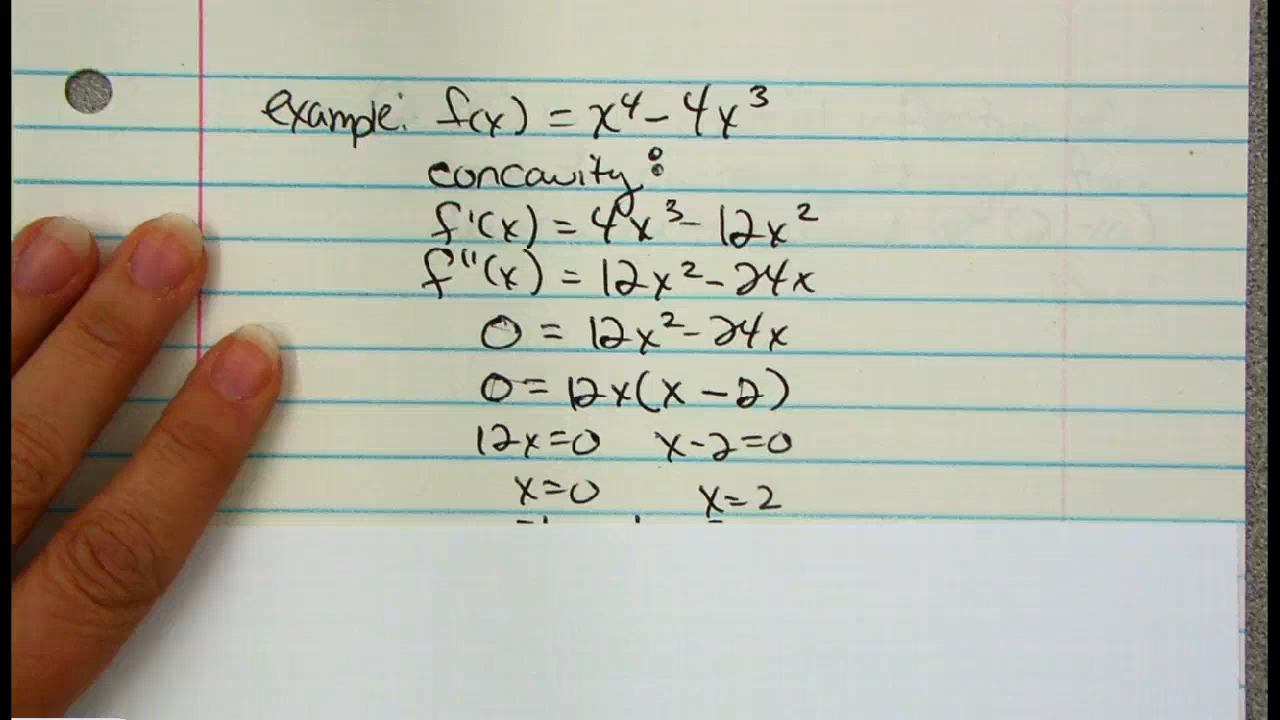 example: f(x) = x⁴ - 4x³
concavity:
f'(x) = 4x³ - 12x²
f''(x) = 12x² - 24x
0 = 12x² - 24x
0 = 12x(x - 2)
12x = 0 x - 2 = 0
x = 0 x = 2